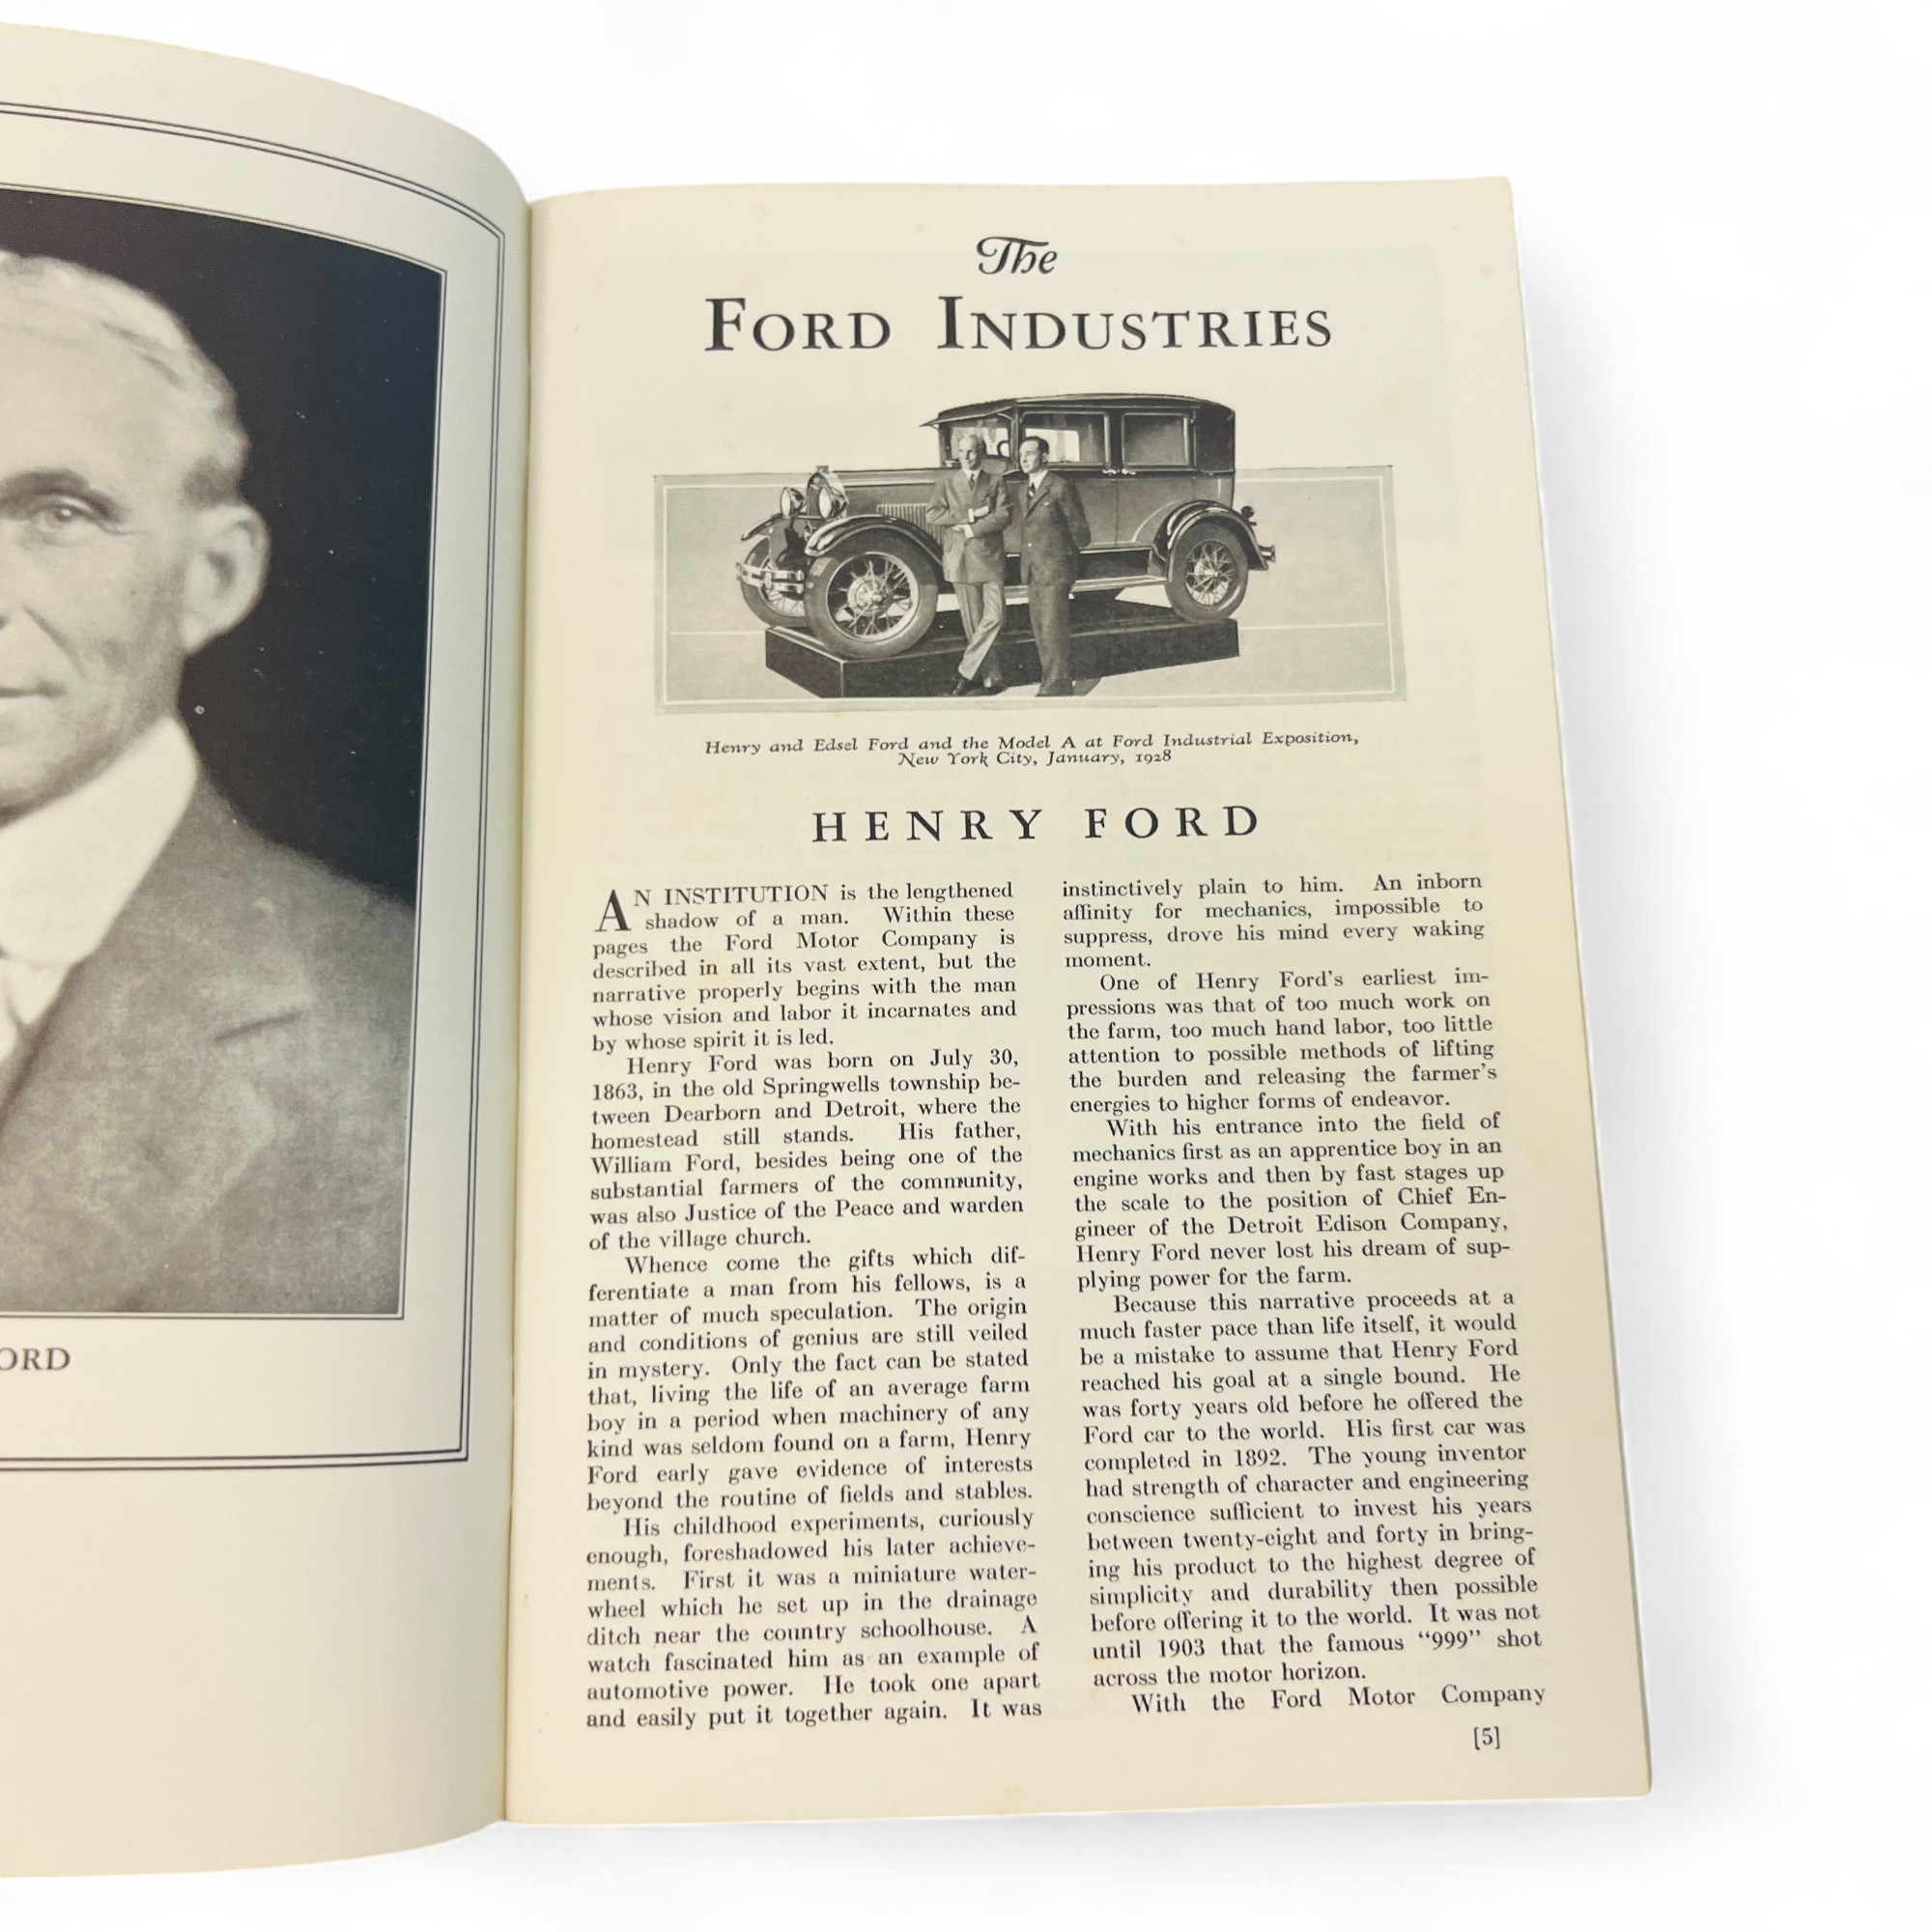 ORD
The
FORD INDUSTRIES
Henry and Edsel Ford and the Model A at Ford Industrial Exposition,
New York City, January, 1928
HENRY FORD
AN INSTITUTION is the lengthened
shadow of a man. Within these
pages the Ford Motor Company is
described in all its vast extent, but the
narrative properly begins with the man
whose vision and labor it incarnates and
by whose spirit it is led.
Henry Ford was born on July 30,
1863, in the old Springwells township be-
tween Dearborn and Detroit, where the
homestead still stands. His father,
William Ford, besides being one of the
substantial farmers of the community,
was also Justice of the Peace and warden
of the village church.
Whence come the gifts which dif-
ferentiate a man from his fellows, is a
matter of much speculation. The origin
and conditions of genius are still veiled
in mystery. Only the fact can be stated
that, living the life of an average farm
boy in a period when machinery of any
kind was seldom found on a farm, Henry
Ford early gave evidence of interests
beyond the routine of fields and stables.
His childhood experiments, curiously
enough, foreshadowed his later achieve-
ments. First it was a miniature water-
wheel which he set up in the drainage
ditch near the country schoolhouse. A
watch fascinated him as an example of
automotive power. He took one apart
and easily put it together again. It was
instinctively plain to him. An inborn
affinity for mechanics, impossible to
suppress, drove his mind every waking
moment.
One of Henry Ford's earliest im-
pressions was that of too much work on
the farm, too much hand labor, too little
attention to possible methods of lifting
the burden and releasing the farmer's
energies to higher forms of endeavor.
With his entrance into the field of
mechanics first as an apprentice boy in an
engine works and then by fast stages up
the scale to the position of Chief En-
gineer of the Detroit Edison Company,
Henry Ford never lost his dream of sup-
plying power for the farm.
Because this narrative proceeds at a
much faster pace than life itself, it would
be a mistake to assume that Henry Ford
reached his goal at a single bound. He
was forty years old before he offered the
Ford car to the world. His first car was
completed in 1892. The young inventor
had strength of character and engineering
conscience sufficient to invest his years
between twenty-eight and forty in bring-
ing his product to the highest degree of
simplicity and durability then possible
before offering it to the world. It was not
until 1903 that the famous "999" shot
across the motor horizon.
With the Ford Motor Company
[5]